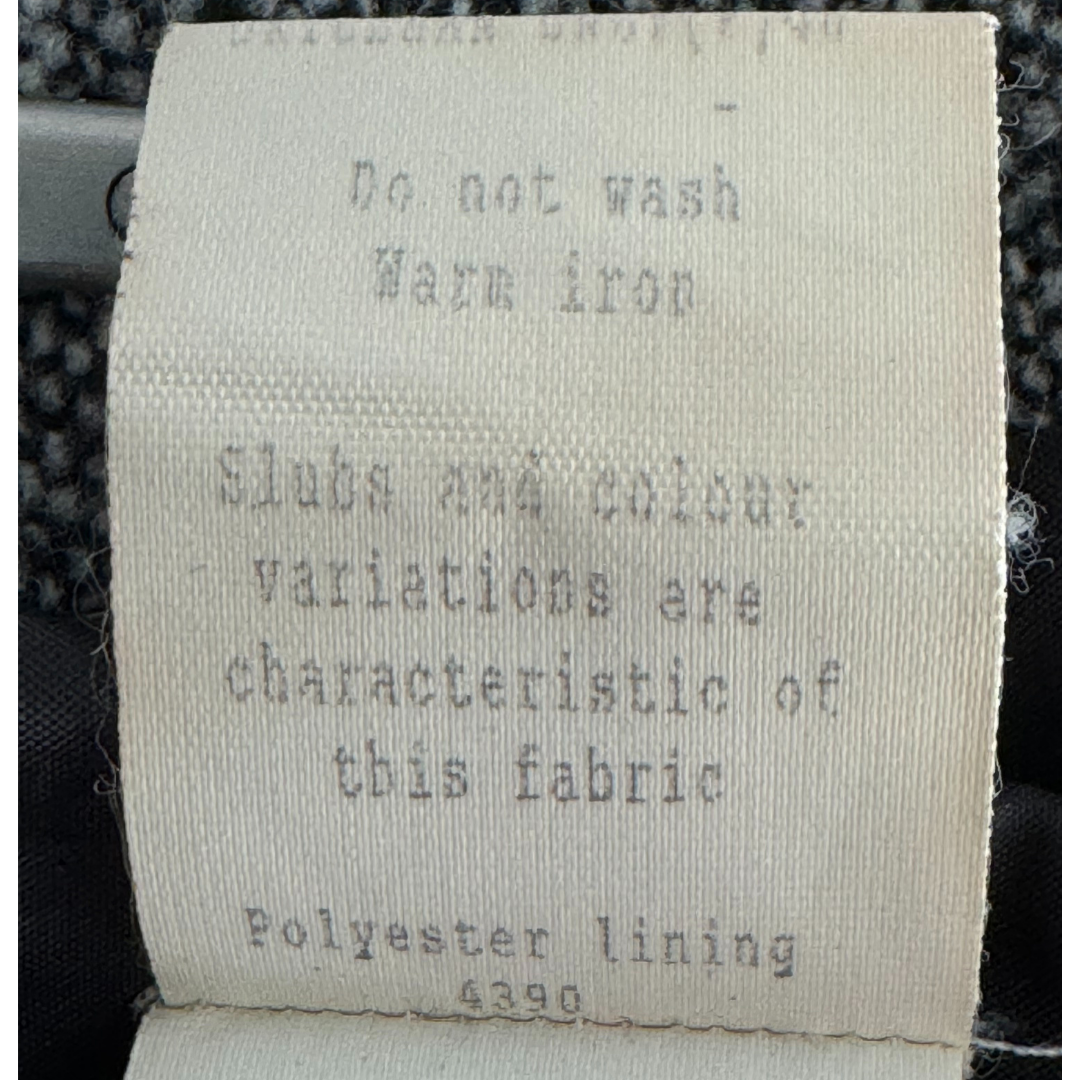 Do not wash
Warm iron
Slubs and colour
variations are
characteristic of
this fabric
Polyester lining
4390